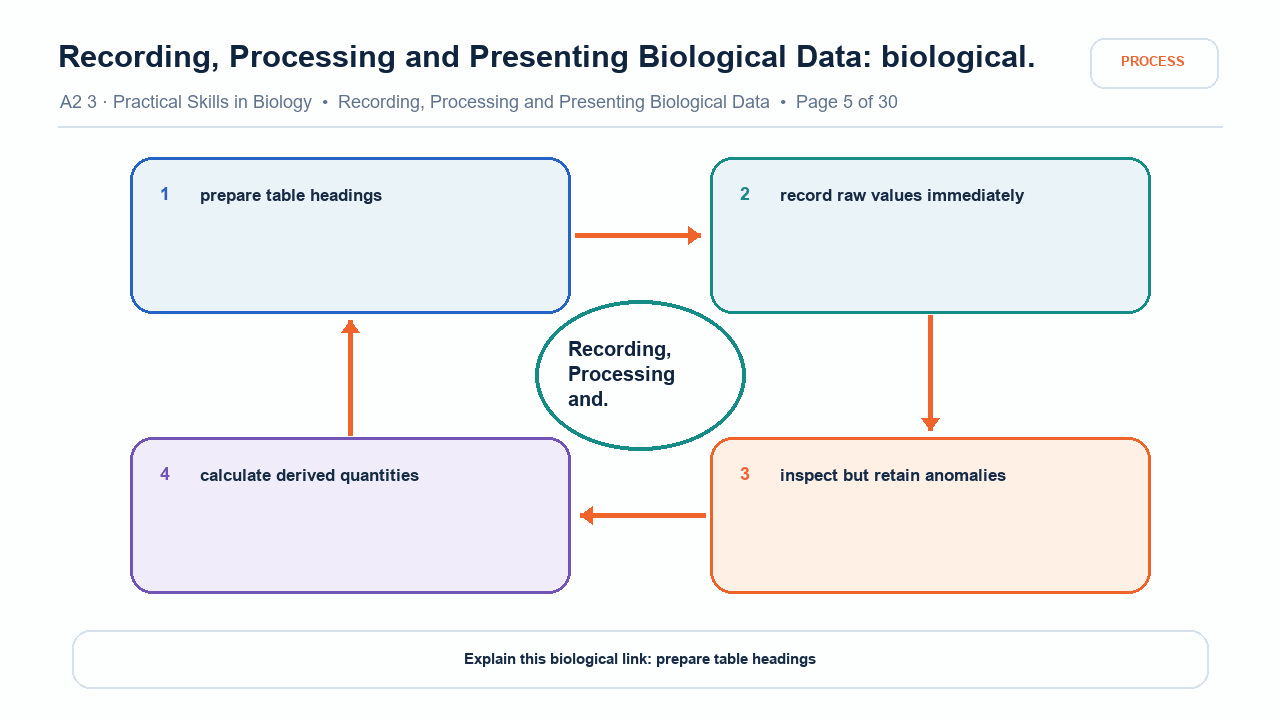 Recording, Processing and Presenting Biological Data: biological.
PROCESS
A2 3 · Practical Skills in Biology • Recording, Processing and Presenting Biological Data • Page 5 of 30
1 prepare table headings
2 record raw values immediately
Recording,
Processing
and.
4 calculate derived quantities
3 inspect but retain anomalies
Explain this biological link: prepare table headings